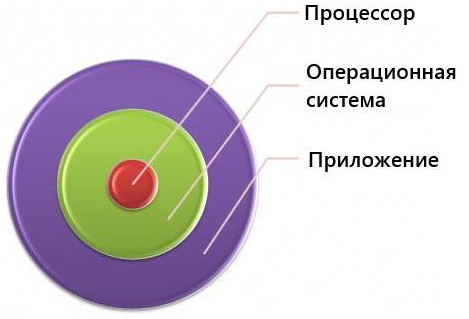 Процессор
Операционная
система
Приложение